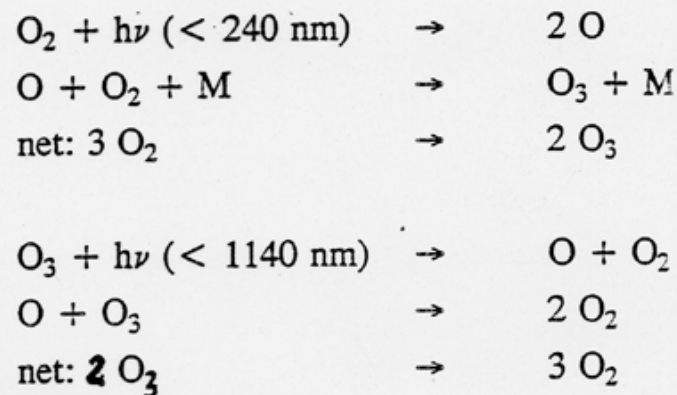 O₂ + hν (< 240 nm) → 2 O
O + O₂ + M → O₃ + M
net: 3 O₂ → 2 O₃
O₃ + hν (< 1140 nm) → O + O₂
O + O₃ → 2 O₂
net: 2 O₃ → 3 O₂